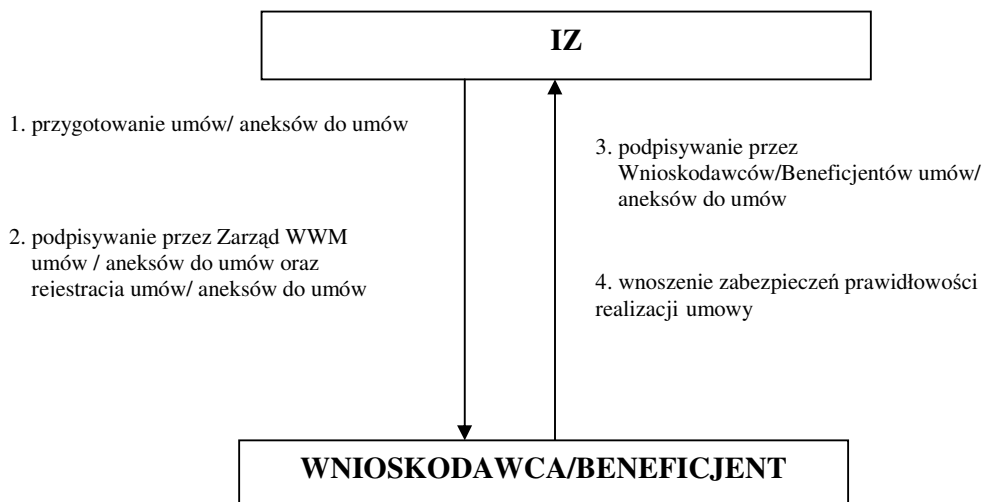 IZ
1. przygotowanie umów/ aneksów do umów
2. podpisywanie przez Zarząd WWM
umów / aneksów do umów oraz
rejestracja umów/ aneksów do umów
3. podpisywanie przez
Wnioskodawców/Beneficjentów umów/
aneksów do umów
4. wnoszenie zabezpieczeń prawidłowości
realizacji umowy
WNIOSKODAWCA/BENEFICJENT